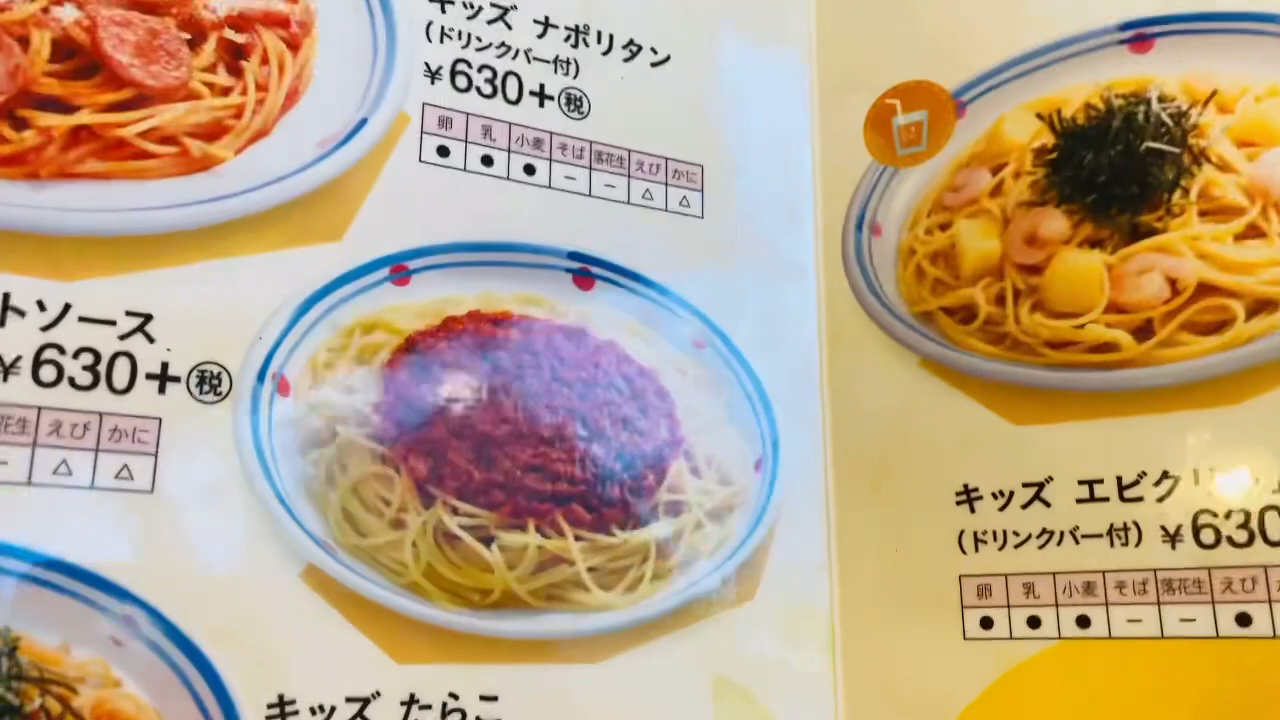 キッズ ナポリタン
(ドリンクバー付)
¥630+税
卵 乳 小麦 そば 落花生 えび かに
● ● ● – – △ △
トソース
¥630+税
花生 えび かに
– △ △
キッズ たらこ
キッズ エビク
(ドリンクバー付) ¥630
卵 乳 小麦 そば 落花生 えび
● ● ● – – ●